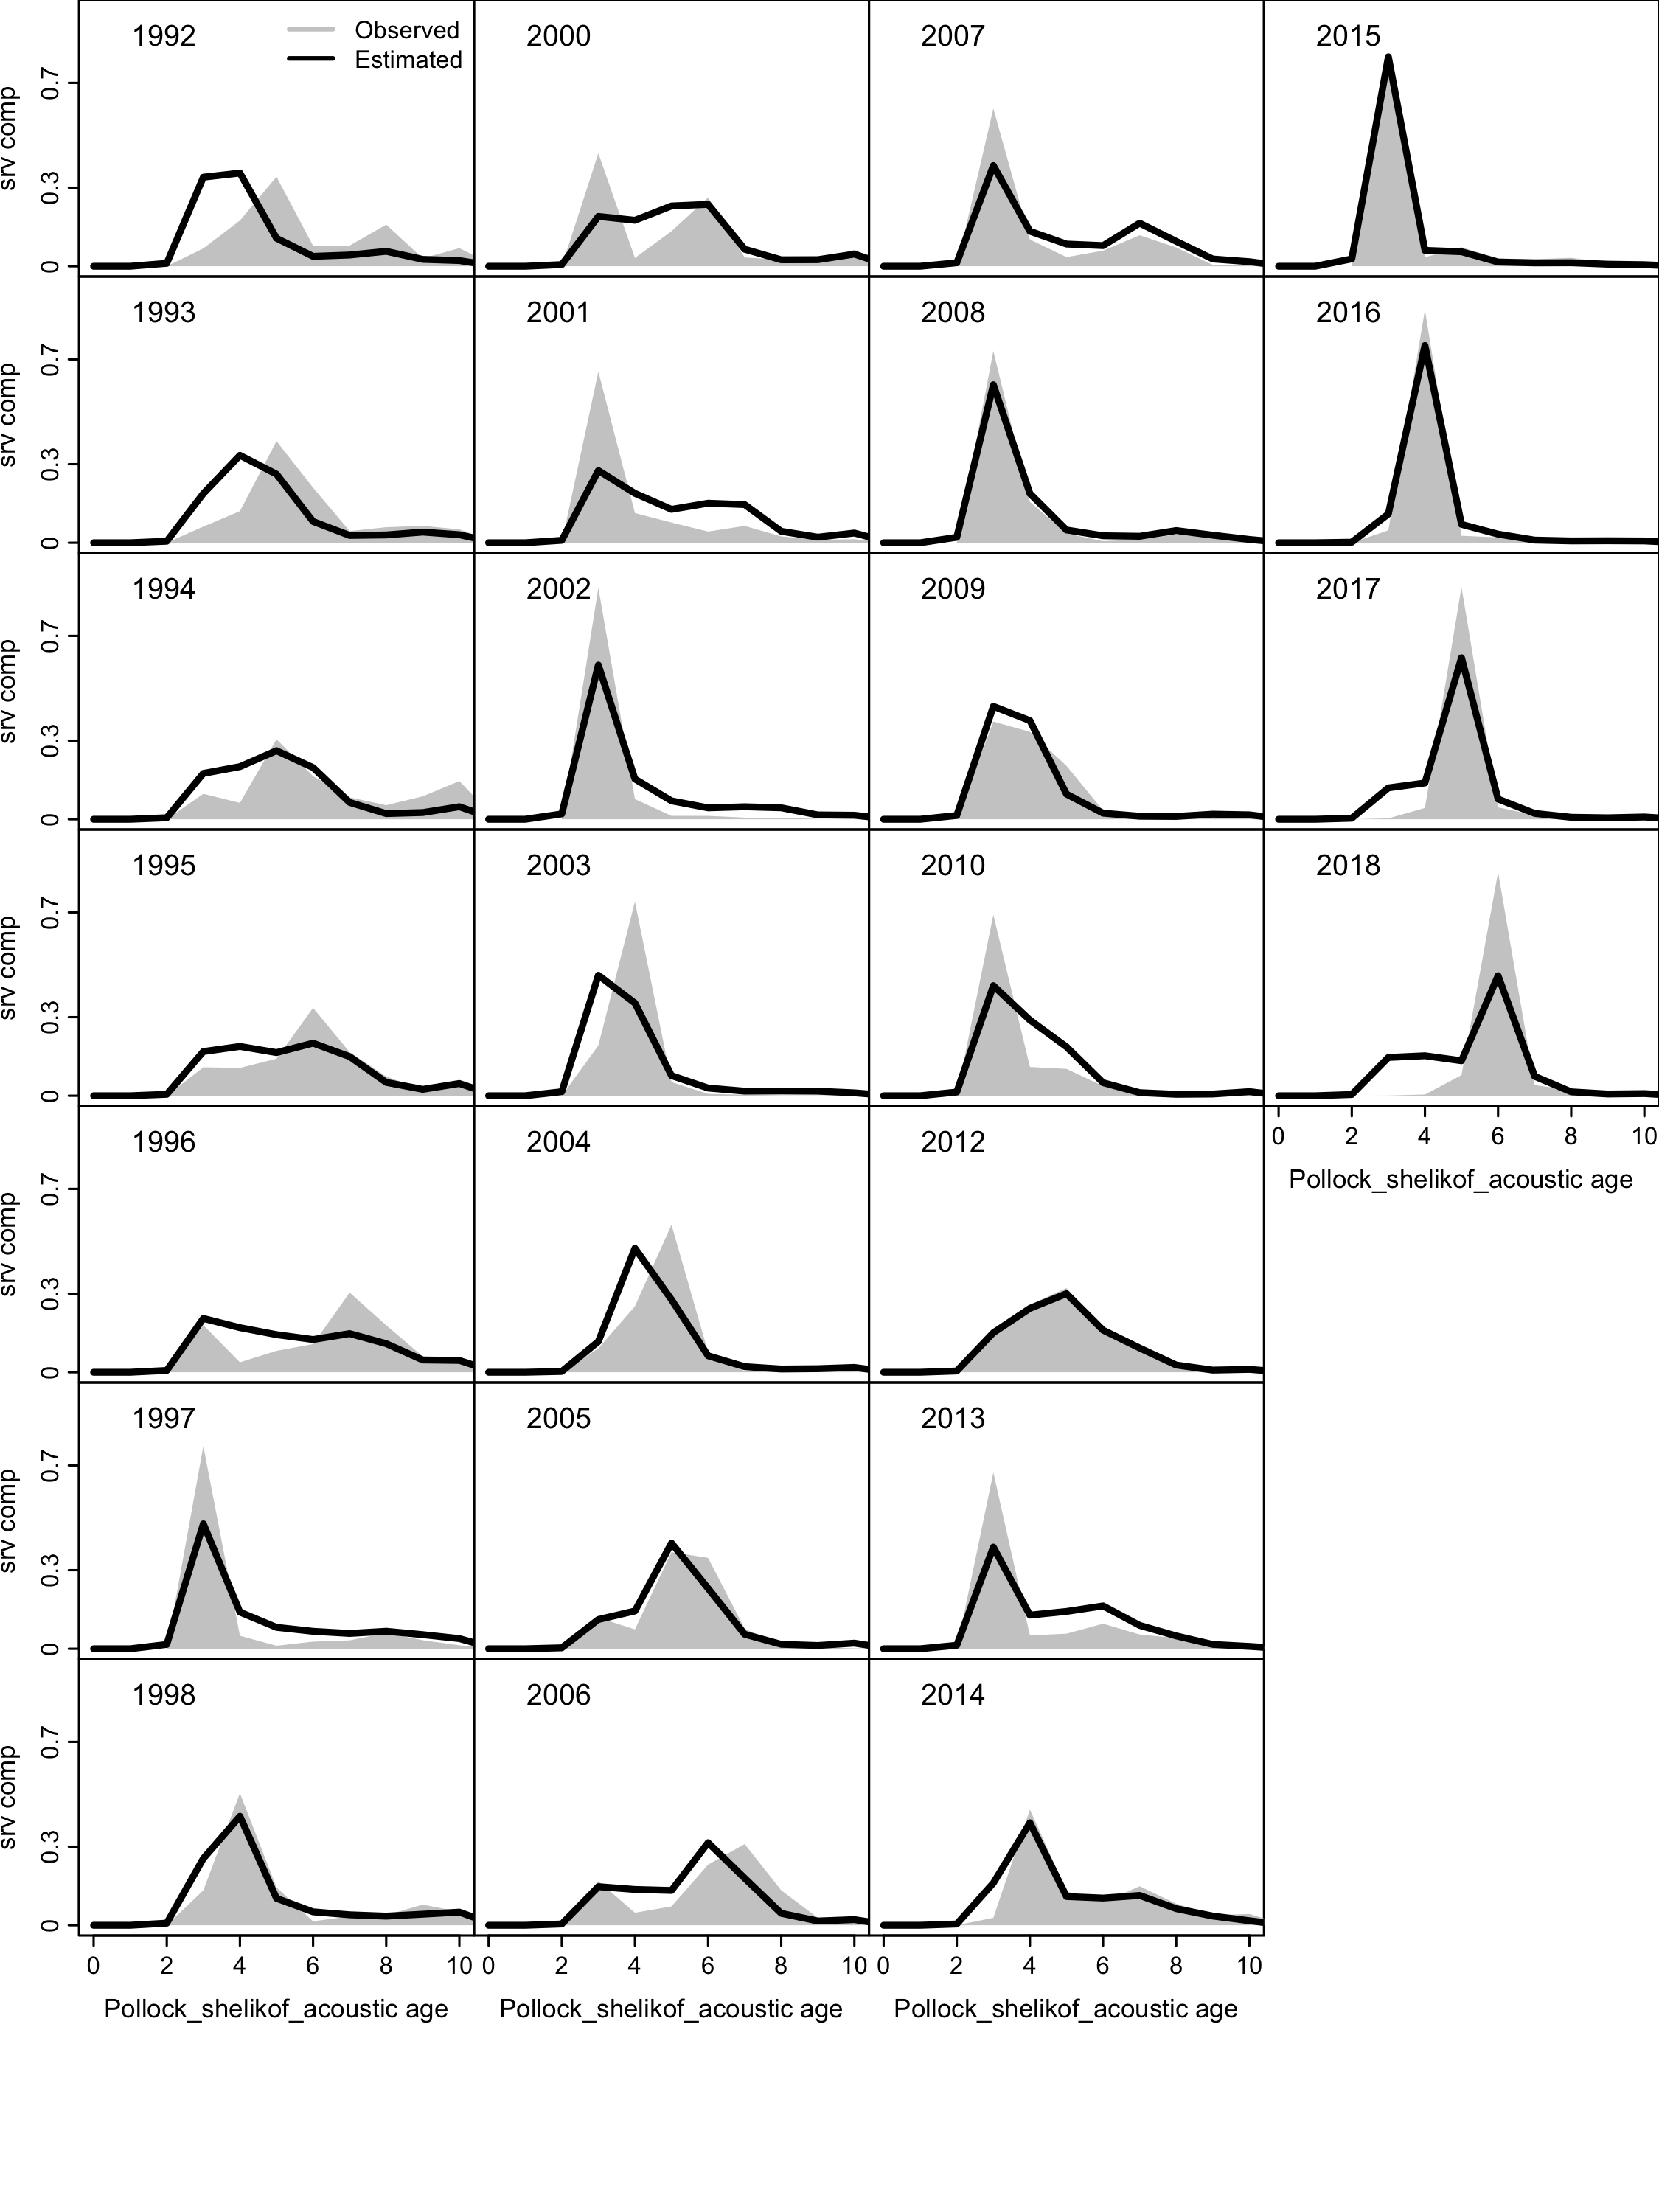 1992 Observed 2000 2007 2015
Estimated
srv comp 0 0.3 0.7
1993 2001 2008 2016
srv comp 0 0.3 0.7
1994 2002 2009 2017
srv comp 0 0.3 0.7
1995 2003 2010 2018
srv comp 0 0.3 0.7
0 2 4 6 8 10
Pollock_shelikof_acoustic age
1996 2004 2012
srv comp 0 0.3 0.7
1997 2005 2013
srv comp 0 0.3 0.7
1998 2006 2014
srv comp 0 0.3 0.7
0 2 4 6 8 10 0 2 4 6 8 10 0 2 4 6 8 10
Pollock_shelikof_acoustic age Pollock_shelikof_acoustic age Pollock_shelikof_acoustic age